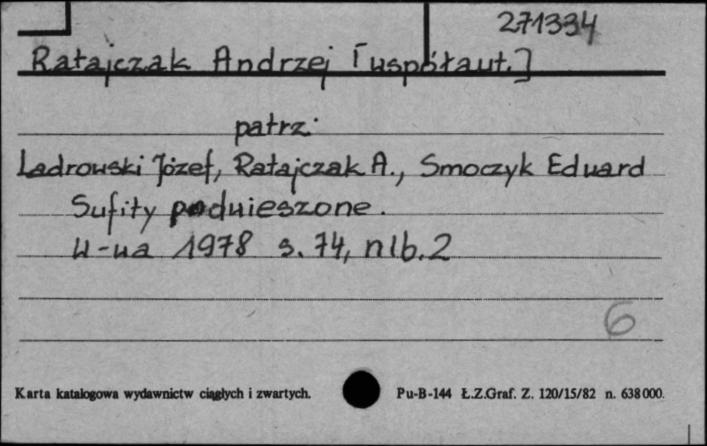 271334
Ratajczak Andrzej [współaut.]
patrz:
Ladrowski Józef, Ratajczak A., Smoczyk Eduard
Sufity podwieszone.
W-wa 1978 s. 74, nlb. 2
6
Karta katalogowa wydawnictw ciągłych i zwartych.
Pu-B-144 Ł.Z.Graf. Z. 120/15/82 n. 638000.